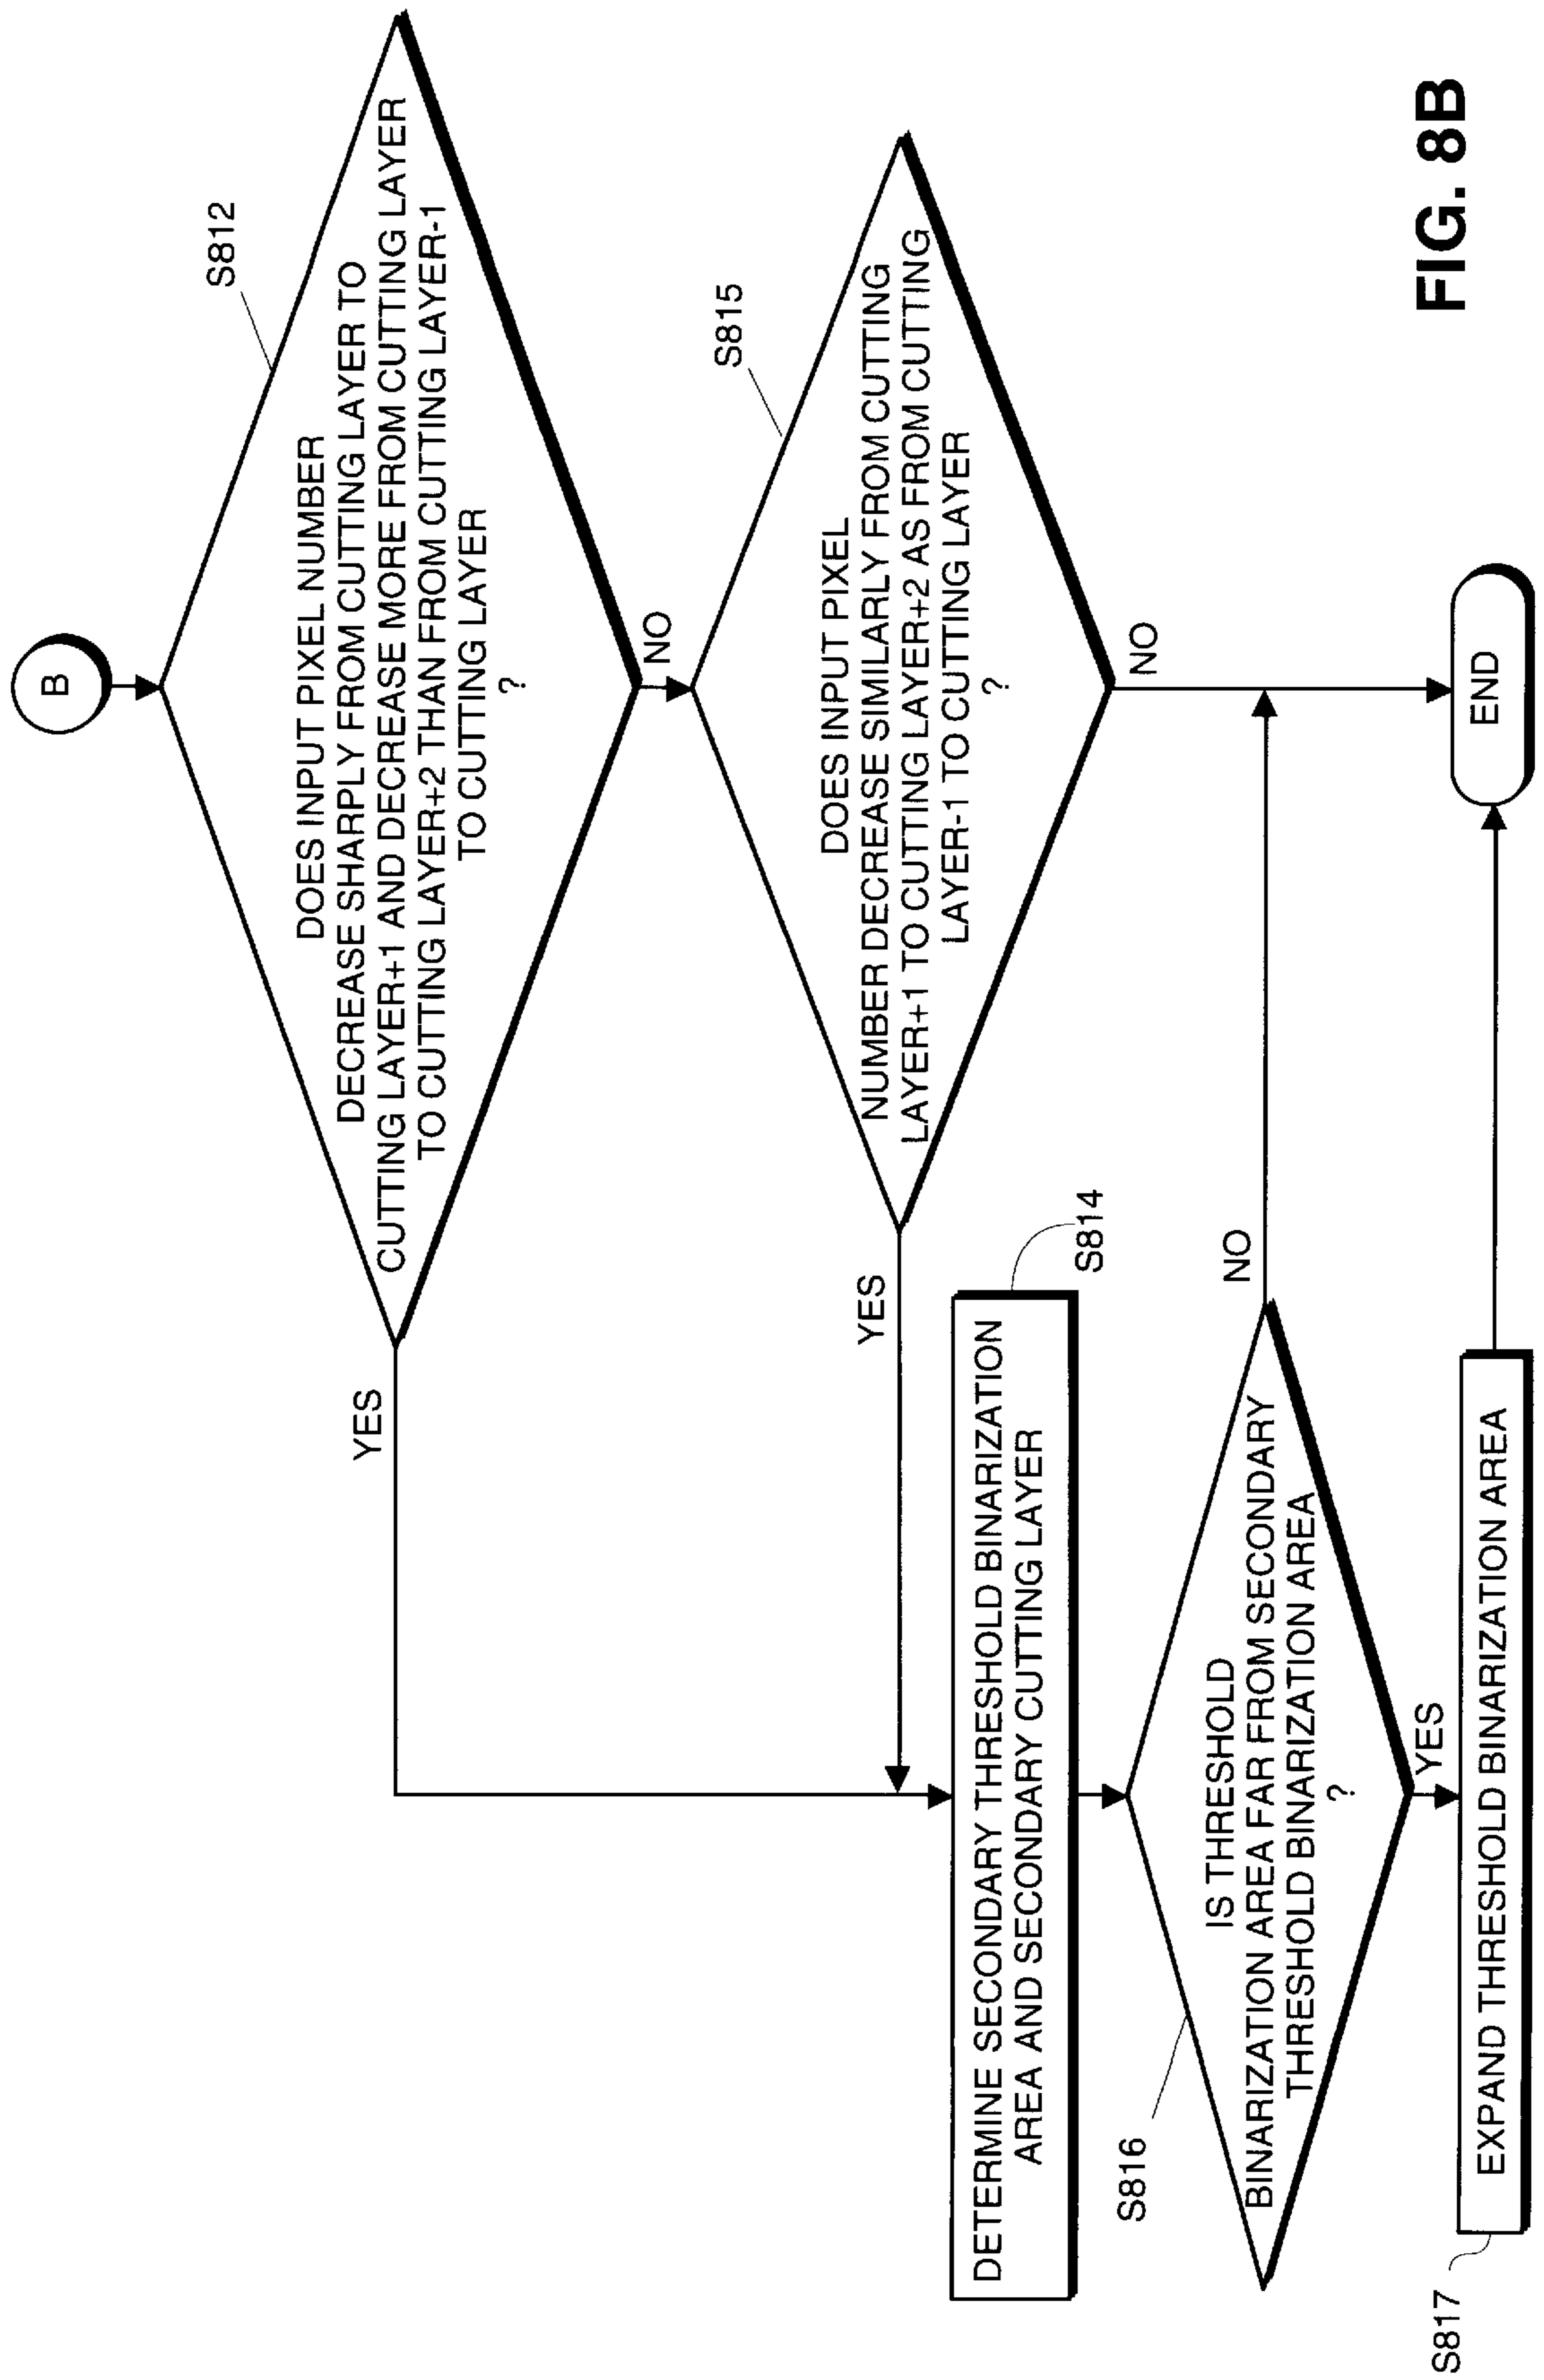 B
S812
DOES INPUT PIXEL NUMBER
DECREASE SHARPLY FROM CUTTING LAYER TO
CUTTING LAYER+1 AND DECREASE MORE FROM CUTTING LAYER
TO CUTTING LAYER+2 THAN FROM CUTTING LAYER-1
TO CUTTING LAYER
?
YES
NO
S815
DOES INPUT PIXEL
NUMBER DECREASE SIMILARLY FROM CUTTING
LAYER+1 TO CUTTING LAYER+2 AS FROM CUTTING
LAYER-1 TO CUTTING LAYER
?
YES
NO
S814
DETERMINE SECONDARY THRESHOLD BINARIZATION
AREA AND SECONDARY CUTTING LAYER
S816
IS THRESHOLD
BINARIZATION AREA FAR FROM SECONDARY
THRESHOLD BINARIZATION AREA
?
NO
YES
S817
EXPAND THRESHOLD BINARIZATION AREA
END
FIG. 8B